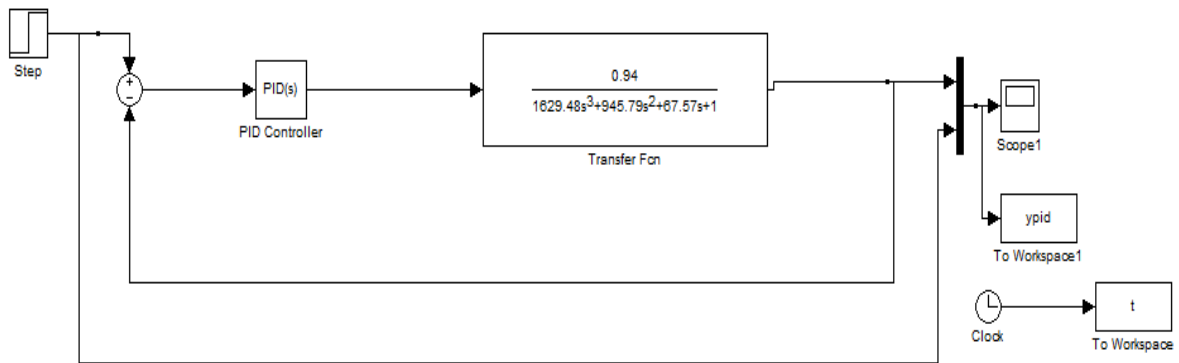 Step
+
−
PID(s)
PID Controller
0.94
1629.48s³+945.79s²+67.57s+1
Transfer Fcn
Scope1
ypid
To Workspace1
Clock
t
To Workspace